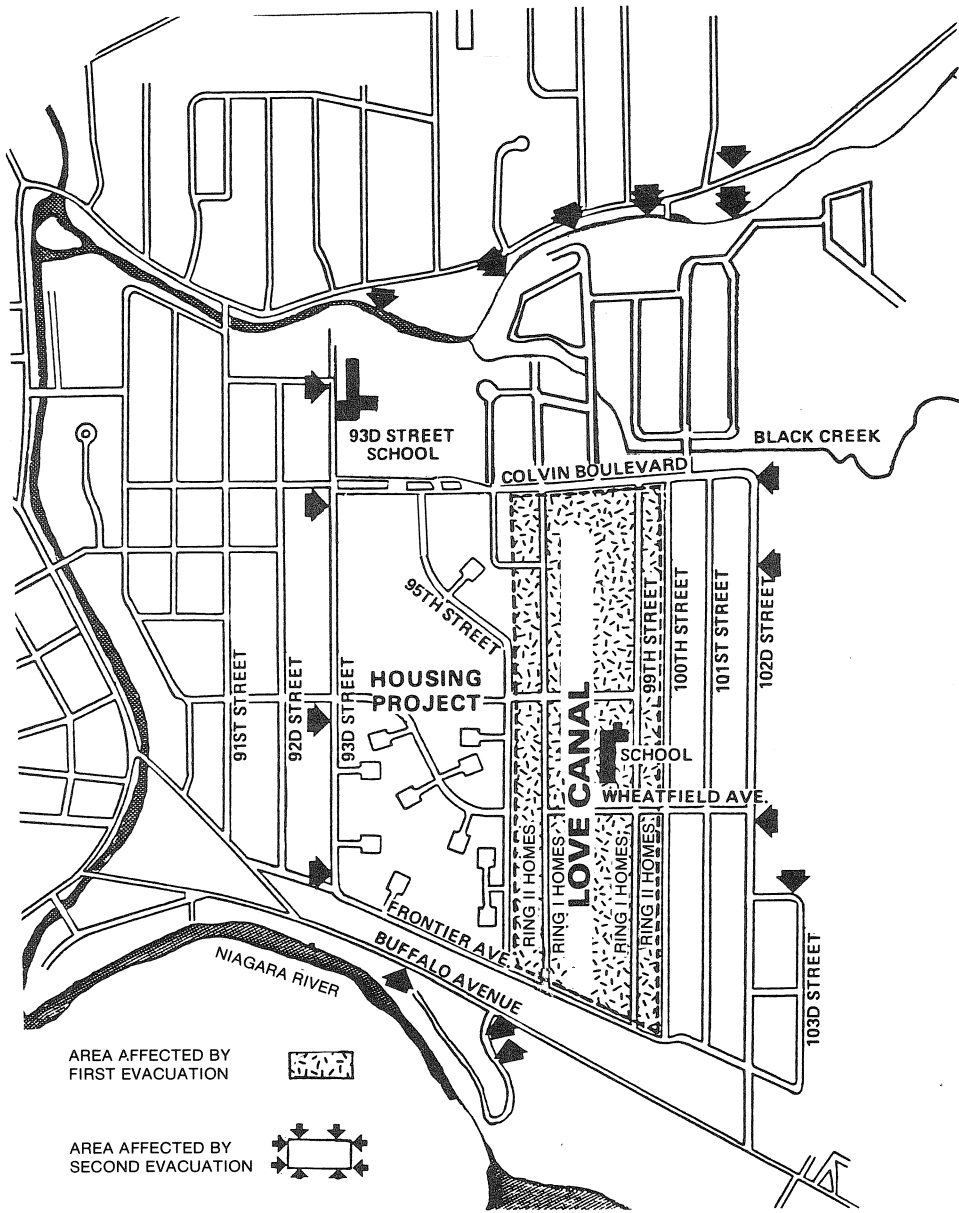 93D STREET
SCHOOL
BLACK CREEK
COLVIN BOULEVARD
95TH STREET
HOUSING
PROJECT
91ST STREET
92D STREET
93D STREET
99TH STREET
100TH STREET
101ST STREET
102D STREET
LOVE CANAL
SCHOOL
WHEATFIELD AVE.
RING II HOMES
RING I HOMES
RING I HOMES
RING II HOMES
FRONTIER AVE.
BUFFALO AVENUE
NIAGARA RIVER
103D STREET
AREA AFFECTED BY
FIRST EVACUATION
AREA AFFECTED BY
SECOND EVACUATION